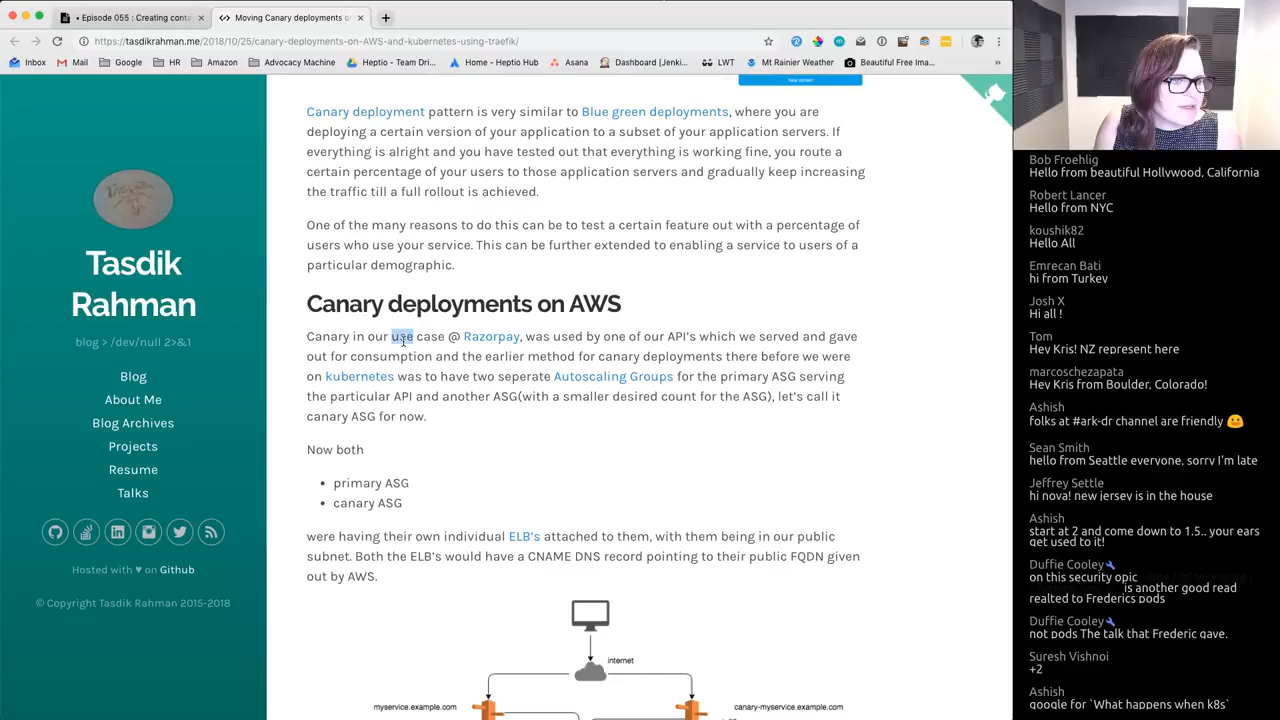 • Episode 055 : Creating conta
Moving Canary deployments of
https://tasdikrahman.me/2018/10/25/canary-deployments-on-AWS-and-kubernetes-using-traefik/
Inbox
Mail
Google
HR
Amazon
Advocacy Machine
Heptio - Team Dri...
Home - Heptio Hub
Asana
Dashboard [Jenki...
LWT
Mt Rainier Weather
Beautiful Free Ima...
»
Tasdik
Rahman
blog > /dev/null 2>&1
Blog
About Me
Blog Archives
Projects
Resume
Talks
Hosted with ♥ on Github
© Copyright Tasdik Rahman 2015-2018
Canary deployment pattern is very similar to Blue green deployments, where you are
deploying a certain version of your application to a subset of your application servers. If
everything is alright and you have tested out that everything is working fine, you route a
certain percentage of your users to those application servers and gradually keep increasing
the traffic till a full rollout is achieved.
One of the many reasons to do this can be to test a certain feature out with a percentage of
users who use your service. This can be further extended to enabling a service to users of a
particular demographic.
Canary deployments on AWS
Canary in our use case @ Razorpay, was used by one of our API's which we served and gave
out for consumption and the earlier method for canary deployments there before we were
on kubernetes was to have two seperate Autoscaling Groups for the primary ASG serving
the particular API and another ASG(with a smaller desired count for the ASG), let's call it
canary ASG for now.
Now both
• primary ASG
• canary ASG
were having their own individual ELB's attached to them, with them being in our public
subnet. Both the ELB's would have a CNAME DNS record pointing to their public FQDN given
out by AWS.
internet
myservice.example.com
canary-myservice.example.com
Bob Froehlig
Hello from beautiful Hollywood, California
Robert Lancer
Hello from NYC
koushik82
Hello All
Emrecan Bati
hi from Turkey
Josh X
Hi all !
Tom
Hey Kris! NZ represent here
marcoschezapata
Hey Kris from Boulder, Colorado!
Ashish
folks at #ark-dr channel are friendly
Sean Smith
hello from Seattle everyone. sorry I'm late
Jeffrey Settle
hi nova! new jersey is in the house
Ashish
start at 2 and come down to 1.5.. your ears
get used to it!
Duffie Cooley
on this security opic
is another good read
realted to Frederics pods
Duffie Cooley
not pods The talk that Frederic gave.
Suresh Vishnoi
+2
Ashish
google for `What happens when k8s`